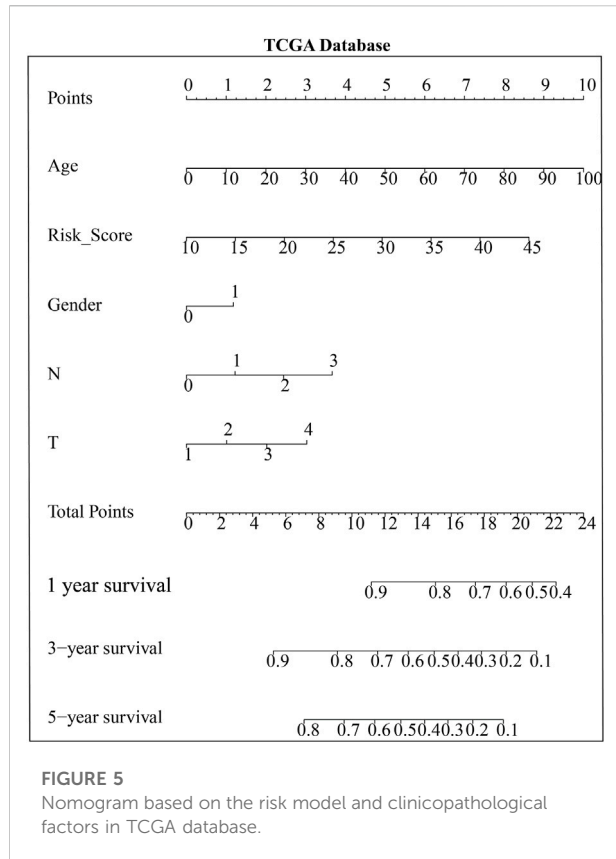 TCGA Database
Points 0 1 2 3 4 5 6 7 8 9 10
Age 0 10 20 30 40 50 60 70 80 90 100
Risk_Score 10 15 20 25 30 35 40 45
Gender 0 1
N 0 1 2 3
T 1 2 3 4
Total Points 0 2 4 6 8 10 12 14 16 18 20 22 24
1 year survival 0.9 0.8 0.7 0.6 0.5 0.4
3−year survival 0.9 0.8 0.7 0.6 0.5 0.4 0.3 0.2 0.1
5−year survival 0.8 0.7 0.6 0.5 0.4 0.3 0.2 0.1
FIGURE 5
Nomogram based on the risk model and clinicopathological
factors in TCGA database.